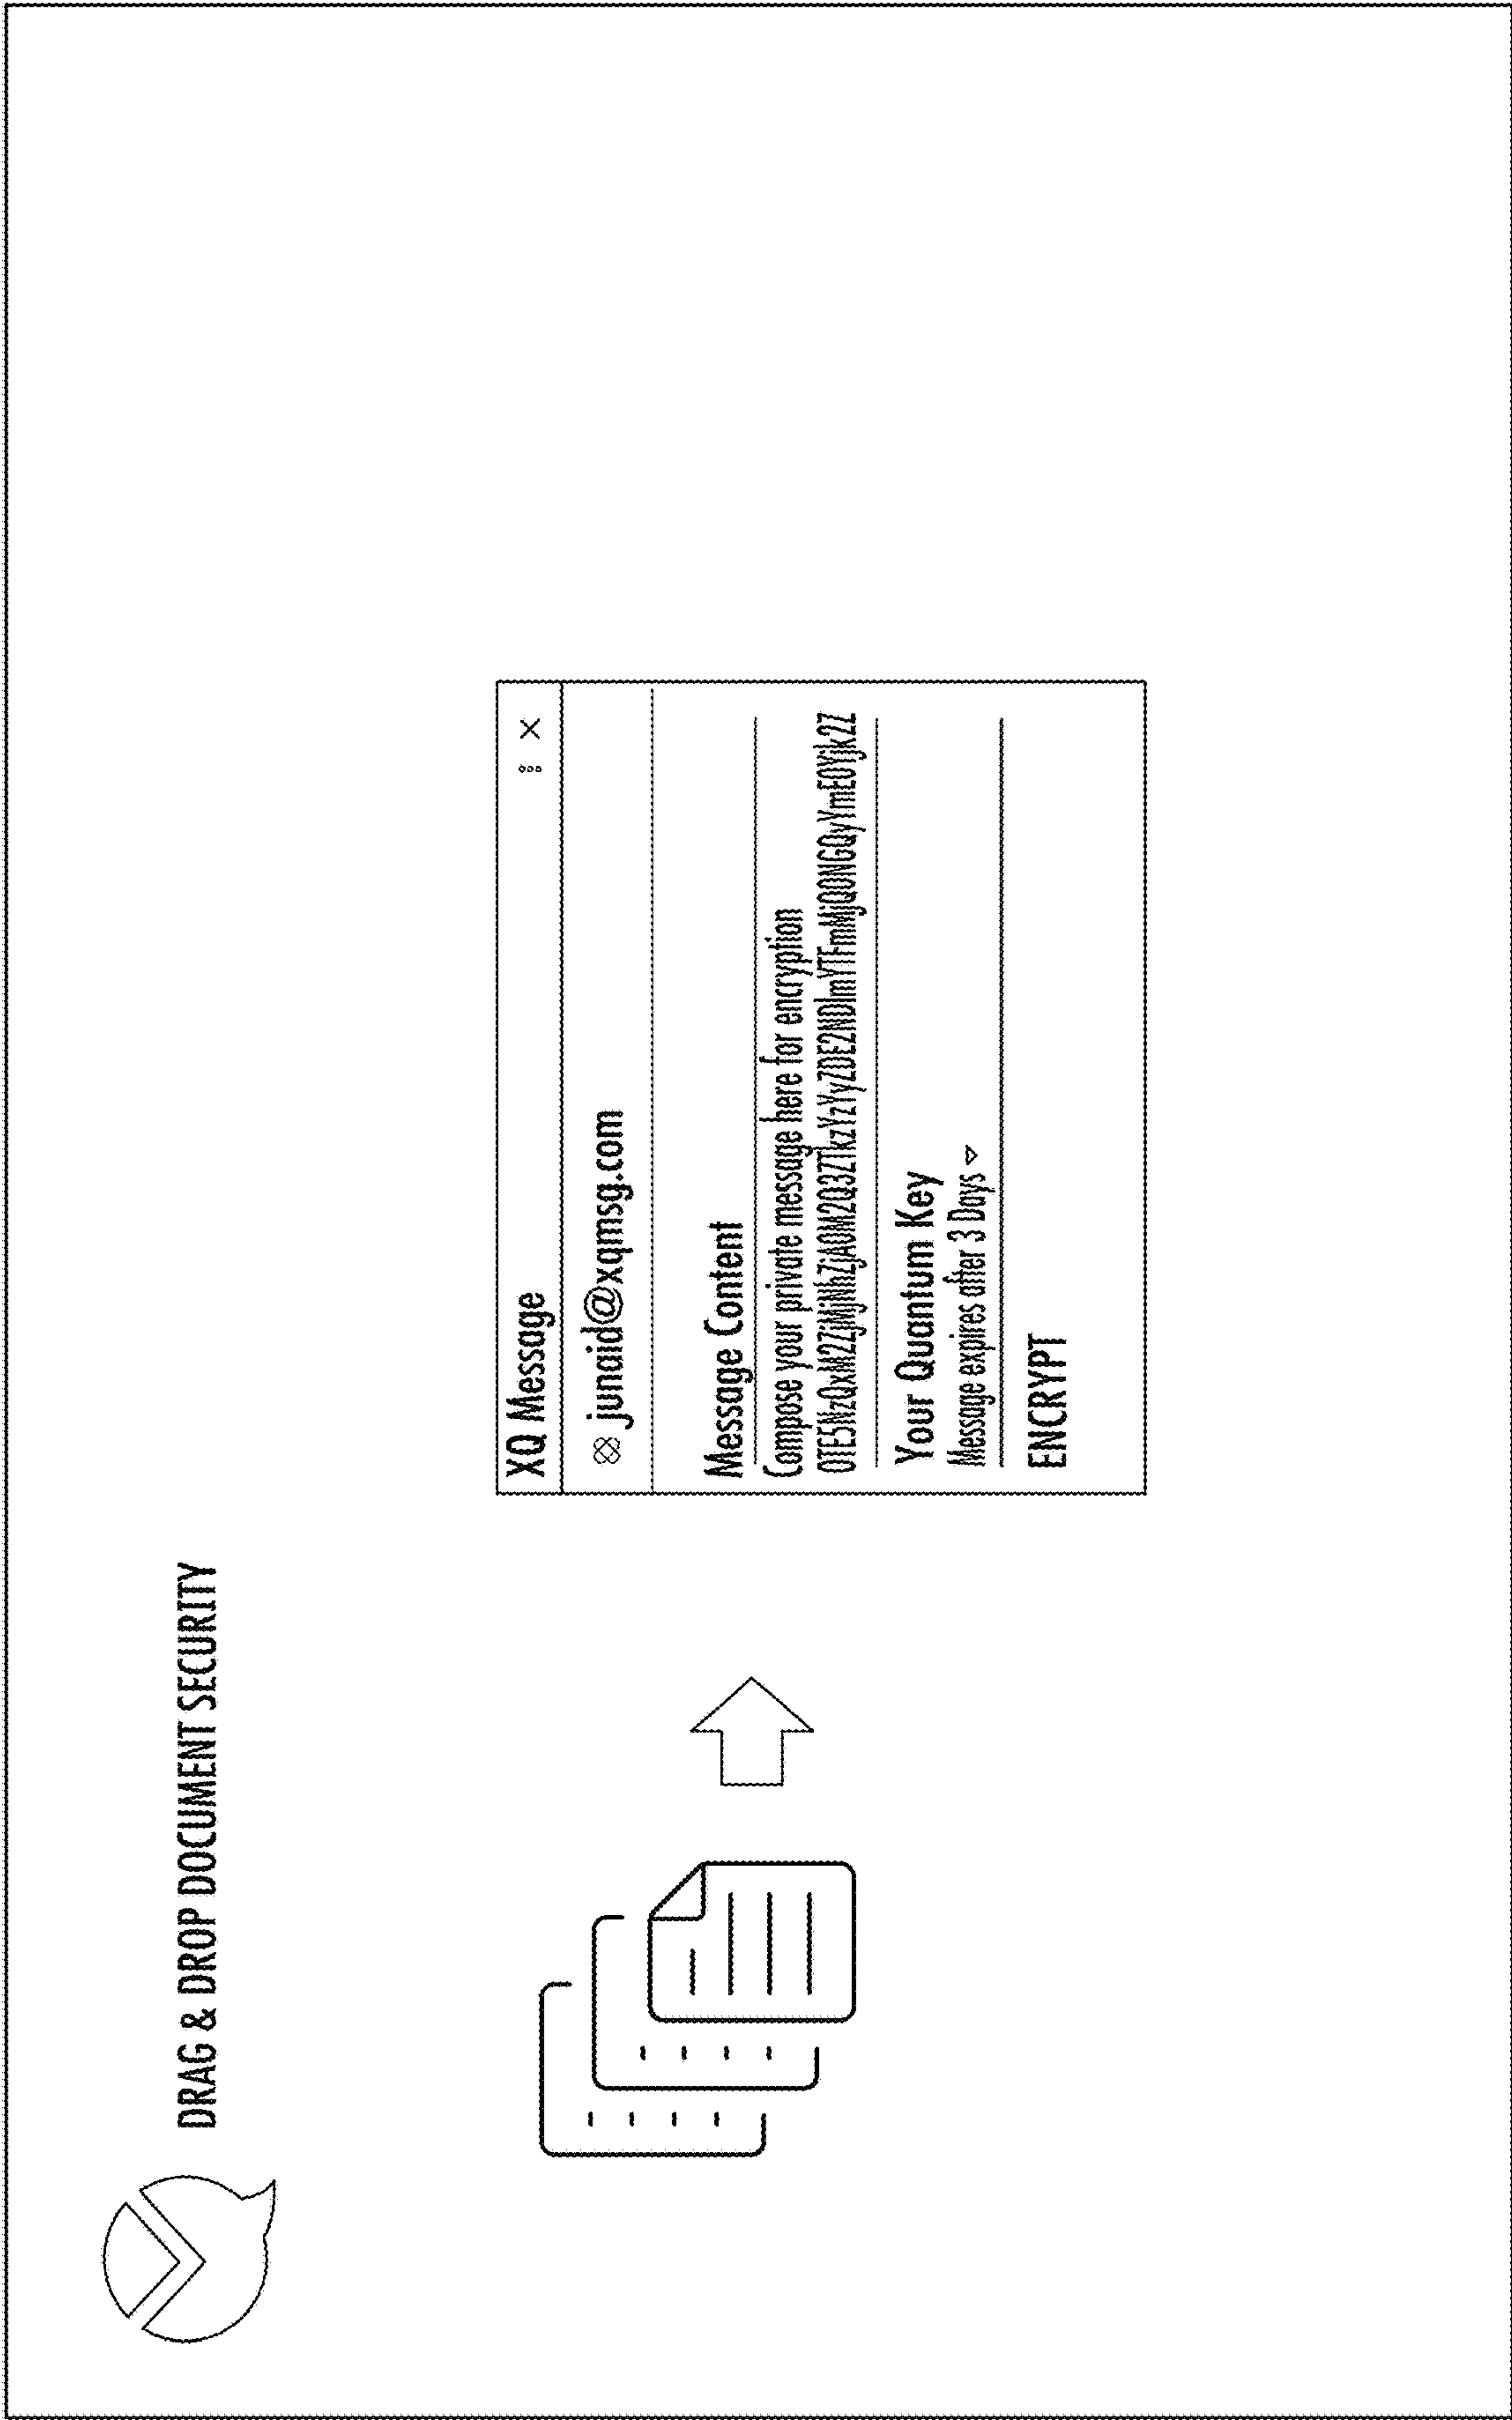 DRAG & DROP DOCUMENT SECURITY
XQ Message
junaid@xqmsg.com
Message Content
Compose your private message here for encryption
Your Quantum Key
Message expires after 3 Days
ENCRYPT